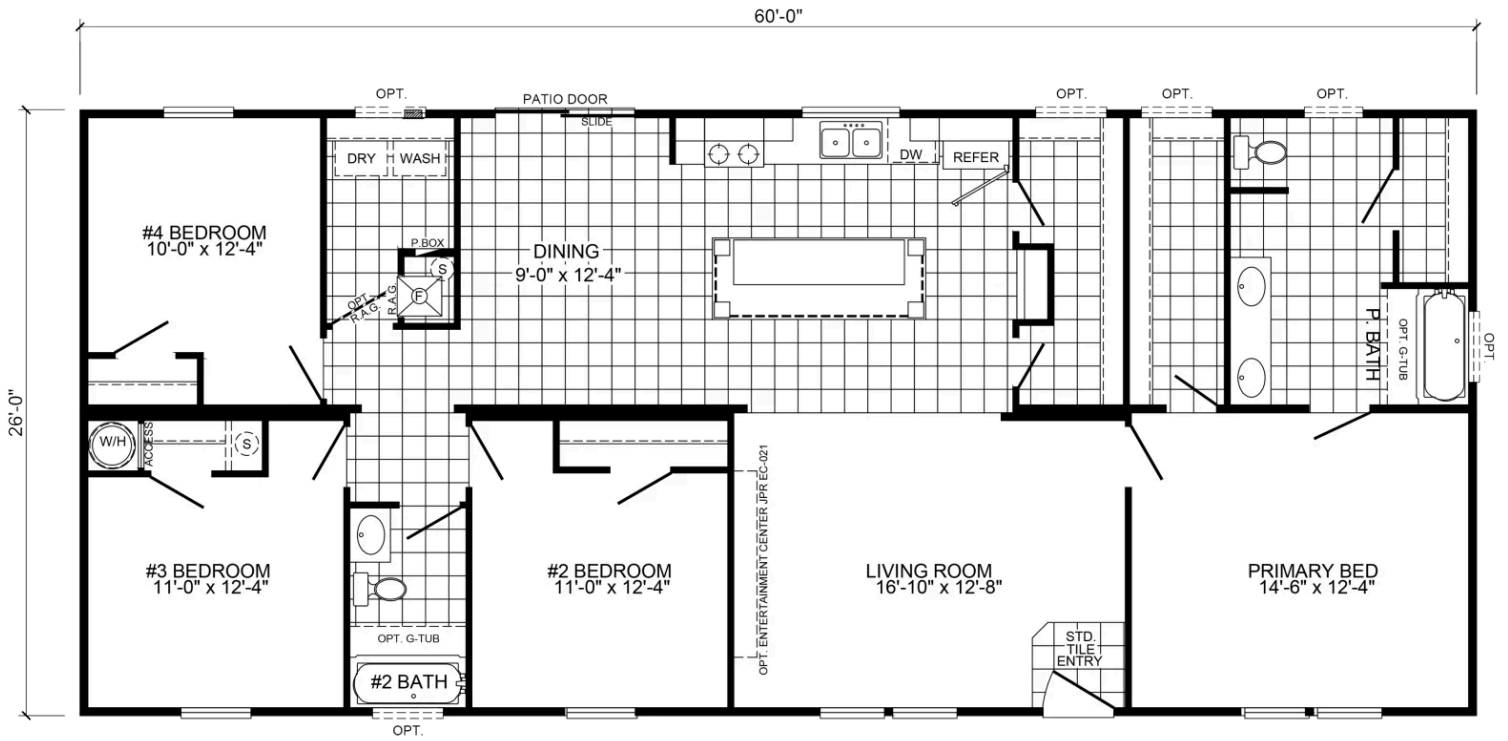 60'-0"
OPT.
PATIO DOOR
SLIDE
OPT.
OPT.
OPT.
DRY
WASH
DW
REFER
#4 BEDROOM
10'-0" x 12'-4"
P.BOX
S
F
R.A.G.
OPT.
R.A.G.
DINING
9'-0" x 12'-4"
P. BATH
OPT. G-TUB
OPT.
26'-0"
W/H
ACCESS
S
OPT. ENTERTAINMENT CENTER JPR EC-021
#3 BEDROOM
11'-0" x 12'-4"
#2 BEDROOM
11'-0" x 12'-4"
LIVING ROOM
16'-10" x 12'-8"
PRIMARY BED
14'-6" x 12'-4"
OPT. G-TUB
#2 BATH
STD.
TILE
ENTRY
OPT.